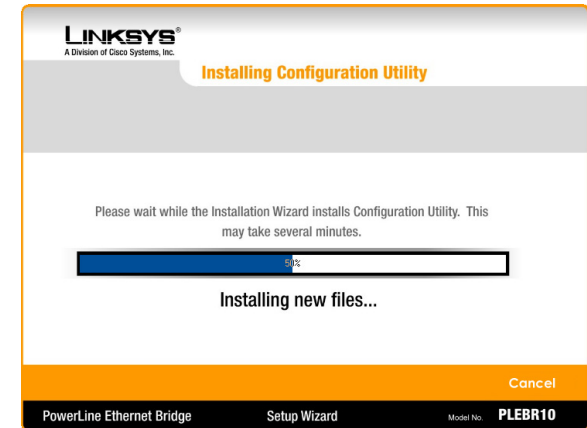 LINKSYS®
A Division of Cisco Systems, Inc.
Installing Configuration Utility
Please wait while the Installation Wizard installs Configuration Utility. This
may take several minutes.
50%
Installing new files...
Cancel
PowerLine Ethernet Bridge Setup Wizard Model No. PLEBR10